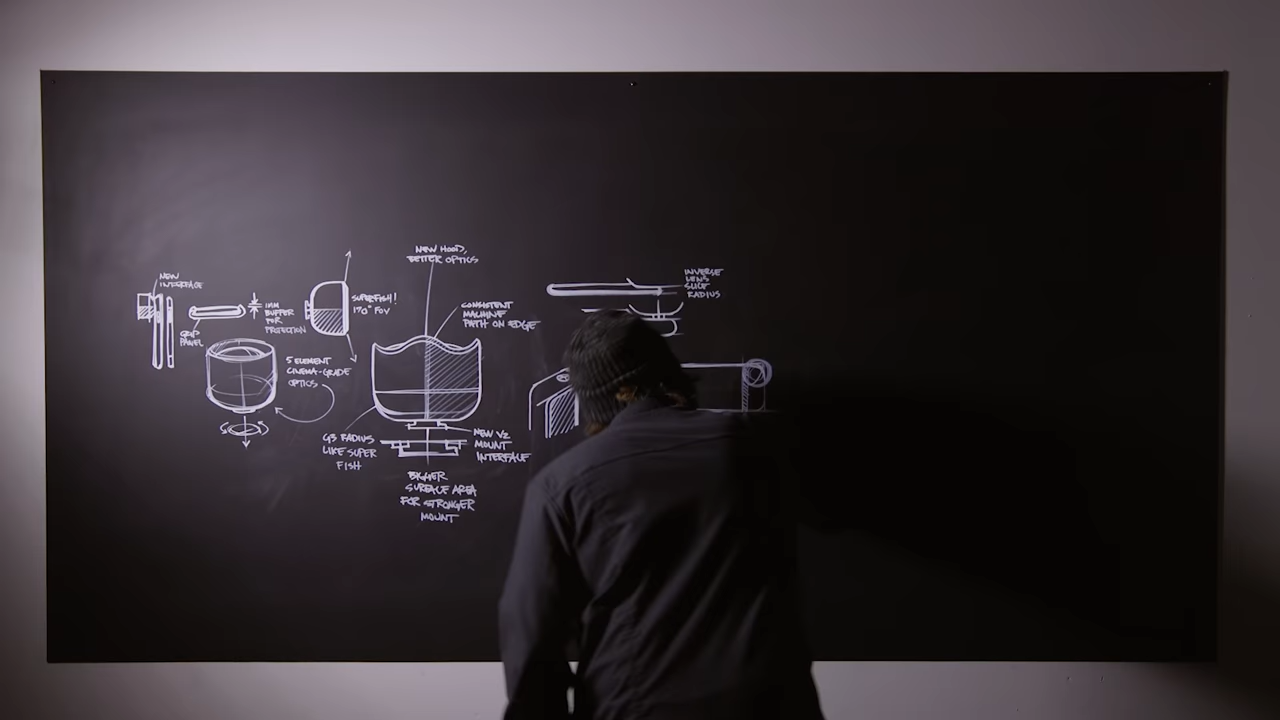 NEW
INTERFACE
GRIP
PANEL
1MM
BUFFER
FOR
PROTECTION
SUPERFISH!
170° FOV
NEW HOOD,
BETTER OPTICS
CONSISTENT
MACHINE
PATH ON EDGE
5 ELEMENT
CINEMA-GRADE
OPTICS
G3 RADIUS
LIKE SUPER
FISH
NEW V2
MOUNT
INTERFACE
BIGGER
SURFACE AREA
FOR STRONGER
MOUNT
INVERSE
LENS
SLICE
RADIUS